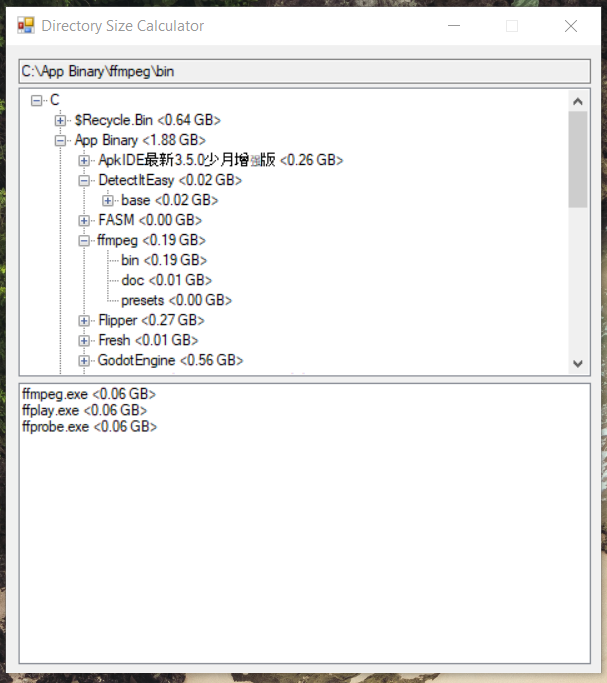 Directory Size Calculator
C:\App Binary\ffmpeg\bin
C
$Recycle.Bin <0.64 GB>
App Binary <1.88 GB>
ApkIDE最新3.5.0少月增强版 <0.26 GB>
DetectItEasy <0.02 GB>
base <0.02 GB>
FASM <0.00 GB>
ffmpeg <0.19 GB>
bin <0.19 GB>
doc <0.01 GB>
presets <0.00 GB>
Flipper <0.27 GB>
Fresh <0.01 GB>
GodotEngine <0.56 GB>
ffmpeg.exe <0.06 GB>
ffplay.exe <0.06 GB>
ffprobe.exe <0.06 GB>